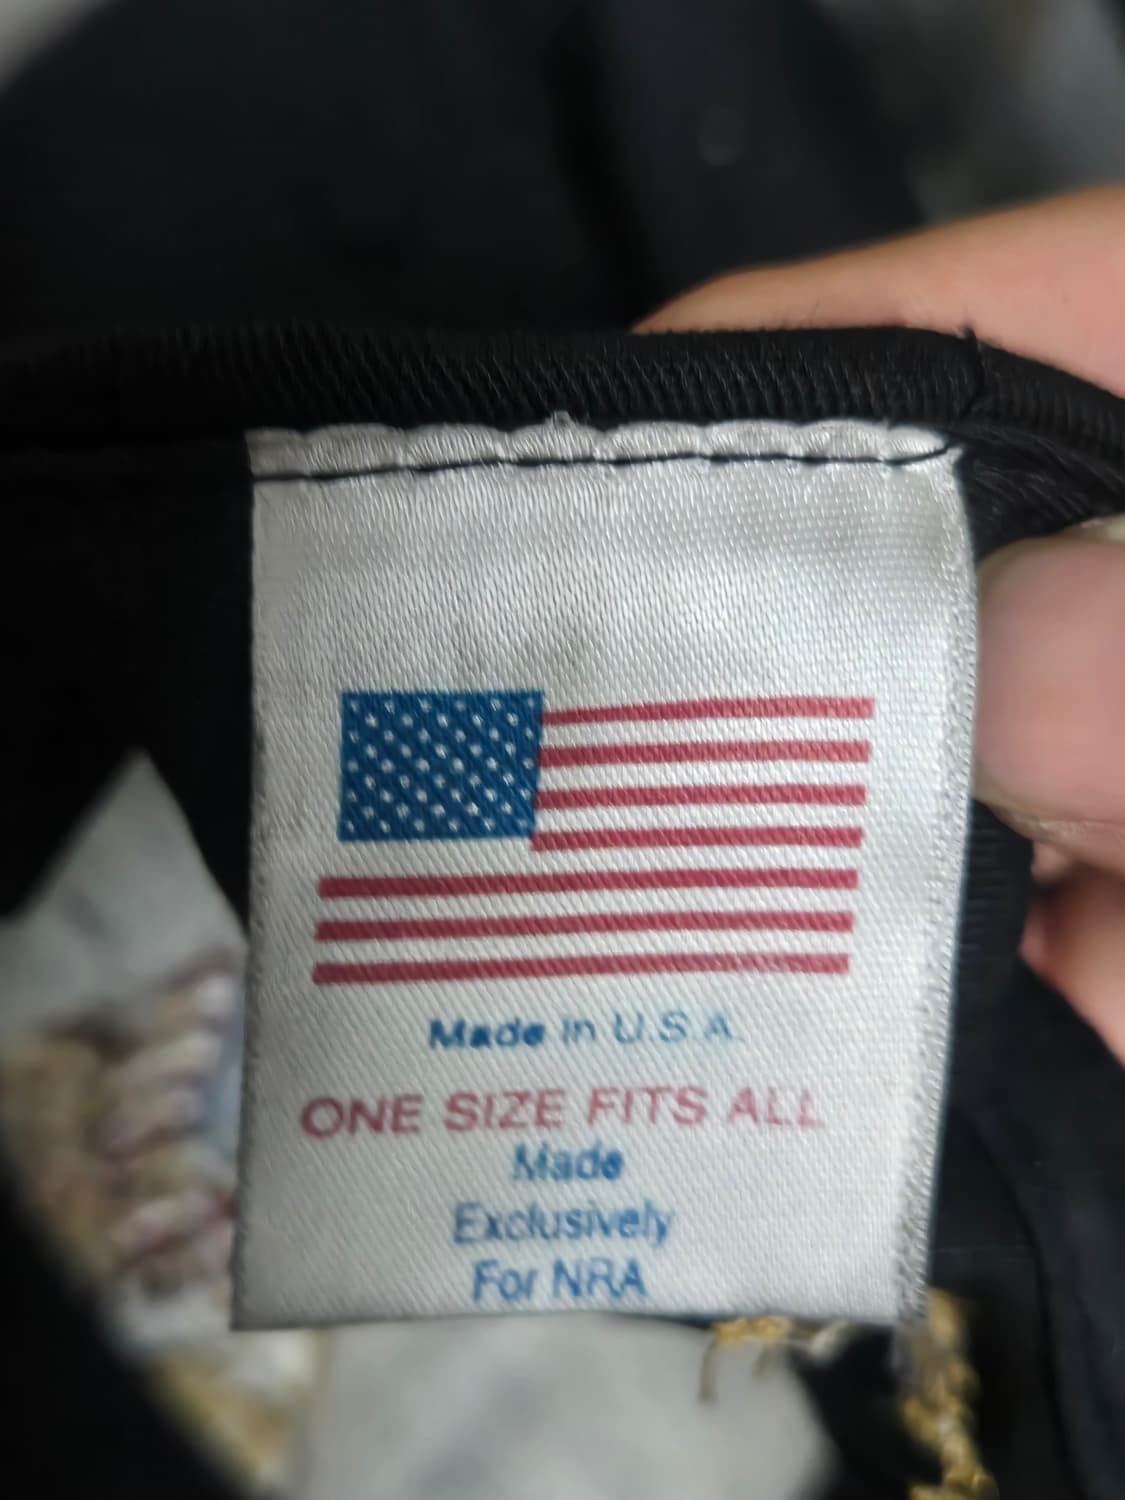 Made in U.S.A.
ONE SIZE FITS ALL
Made
Exclusively
For NRA